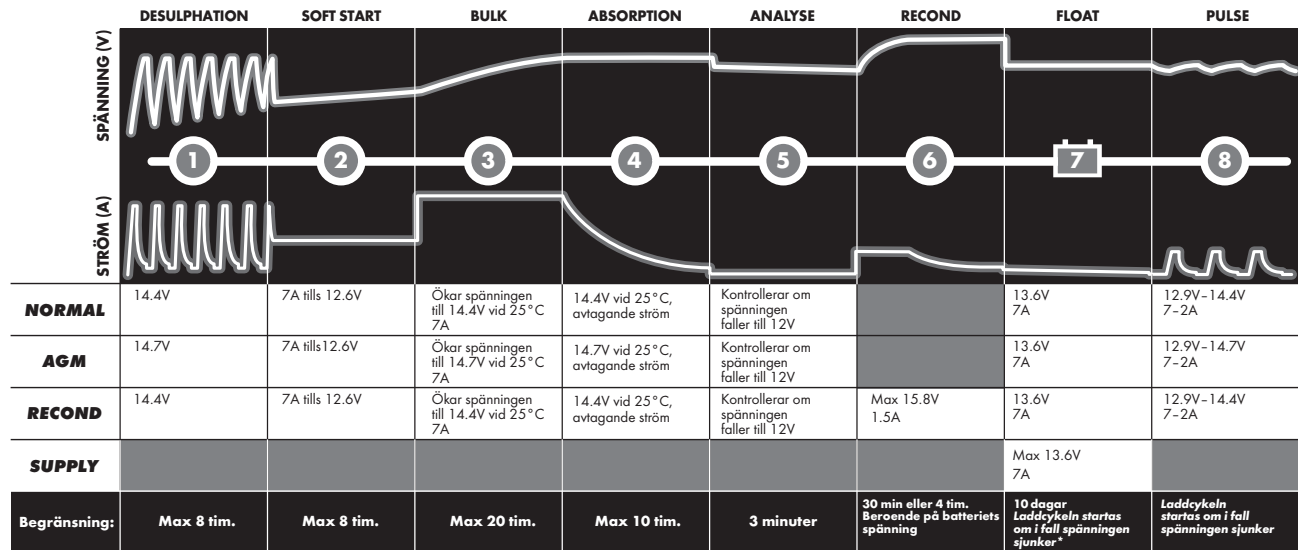 DESULPHATION SOFT START BULK ABSORPTION ANALYSE RECOND FLOAT PULSE
SPÄNNING (V)
1 2 3 4 5 6 7 8
STRÖM (A)
NORMAL
14.4V
7A tills 12.6V
Ökar spänningen
till 14.4V vid 25°C
7A
14.4V vid 25°C,
avtagande ström
Kontrollerar om
spänningen
faller till 12V
13.6V
7A
12.9V–14.4V
7–2A
AGM
14.7V
7A tills12.6V
Ökar spänningen
till 14.7V vid 25°C
7A
14.7V vid 25°C,
avtagande ström
Kontrollerar om
spänningen
faller till 12V
13.6V
7A
12.9V–14.7V
7–2A
RECOND
14.4V
7A tills 12.6V
Ökar spänningen
till 14.4V vid 25°C
7A
14.4V vid 25°C,
avtagande ström
Kontrollerar om
spänningen
faller till 12V
Max 15.8V
1.5A
13.6V
7A
12.9V–14.4V
7–2A
SUPPLY
Max 13.6V
7A
Begränsning:
Max 8 tim.
Max 8 tim.
Max 20 tim.
Max 10 tim.
3 minuter
30 min eller 4 tim.
Beroende på batteriets
spänning
10 dagar
Laddcykeln startas
om i fall spänningen
sjunker*
Laddcykeln
startas om i fall
spänningen sjunker